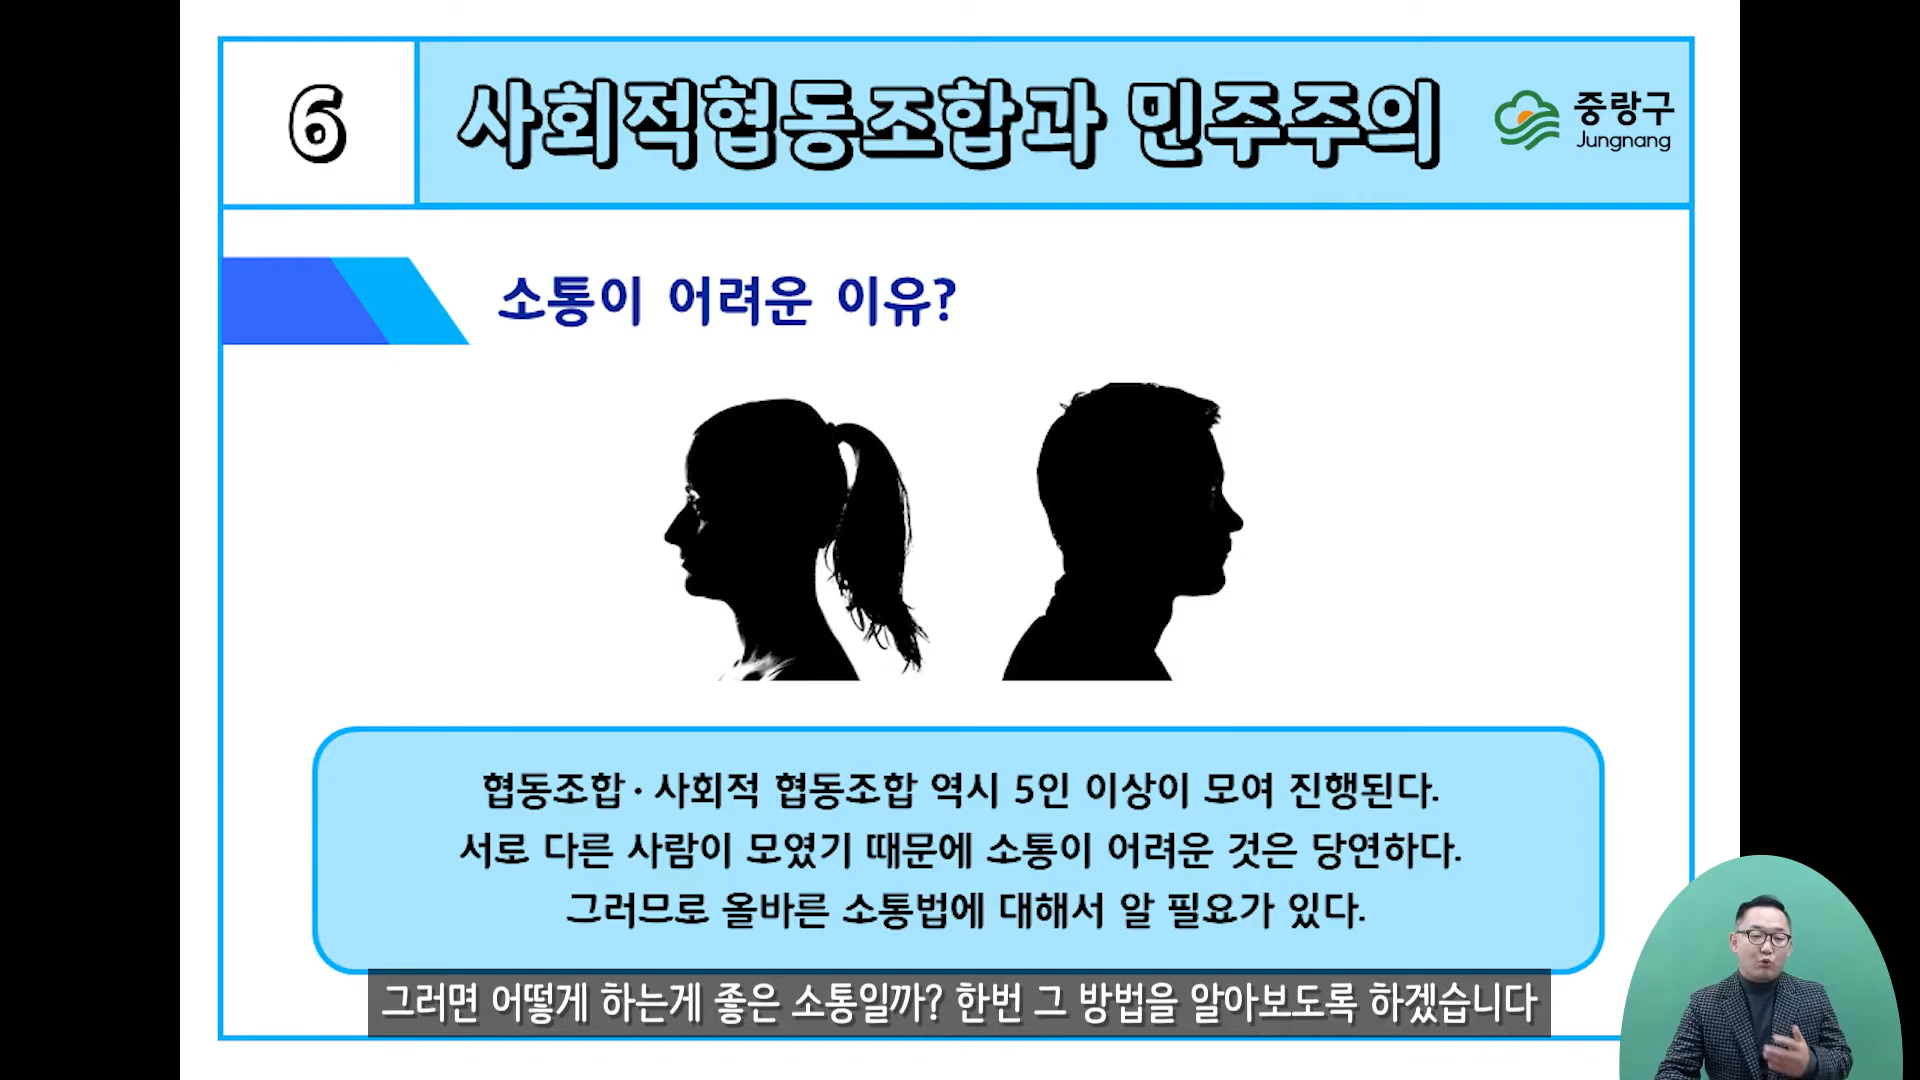 6
사회적협동조합과 민주주의
중랑구
Jungnang
소통이 어려운 이유?
협동조합·사회적 협동조합 역시 5인 이상이 모여 진행된다.
서로 다른 사람이 모였기 때문에 소통이 어려운 것은 당연하다.
그러므로 올바른 소통법에 대해서 알 필요가 있다.
그러면 어떻게 하는게 좋은 소통일까? 한번 그 방법을 알아보도록 하겠습니다